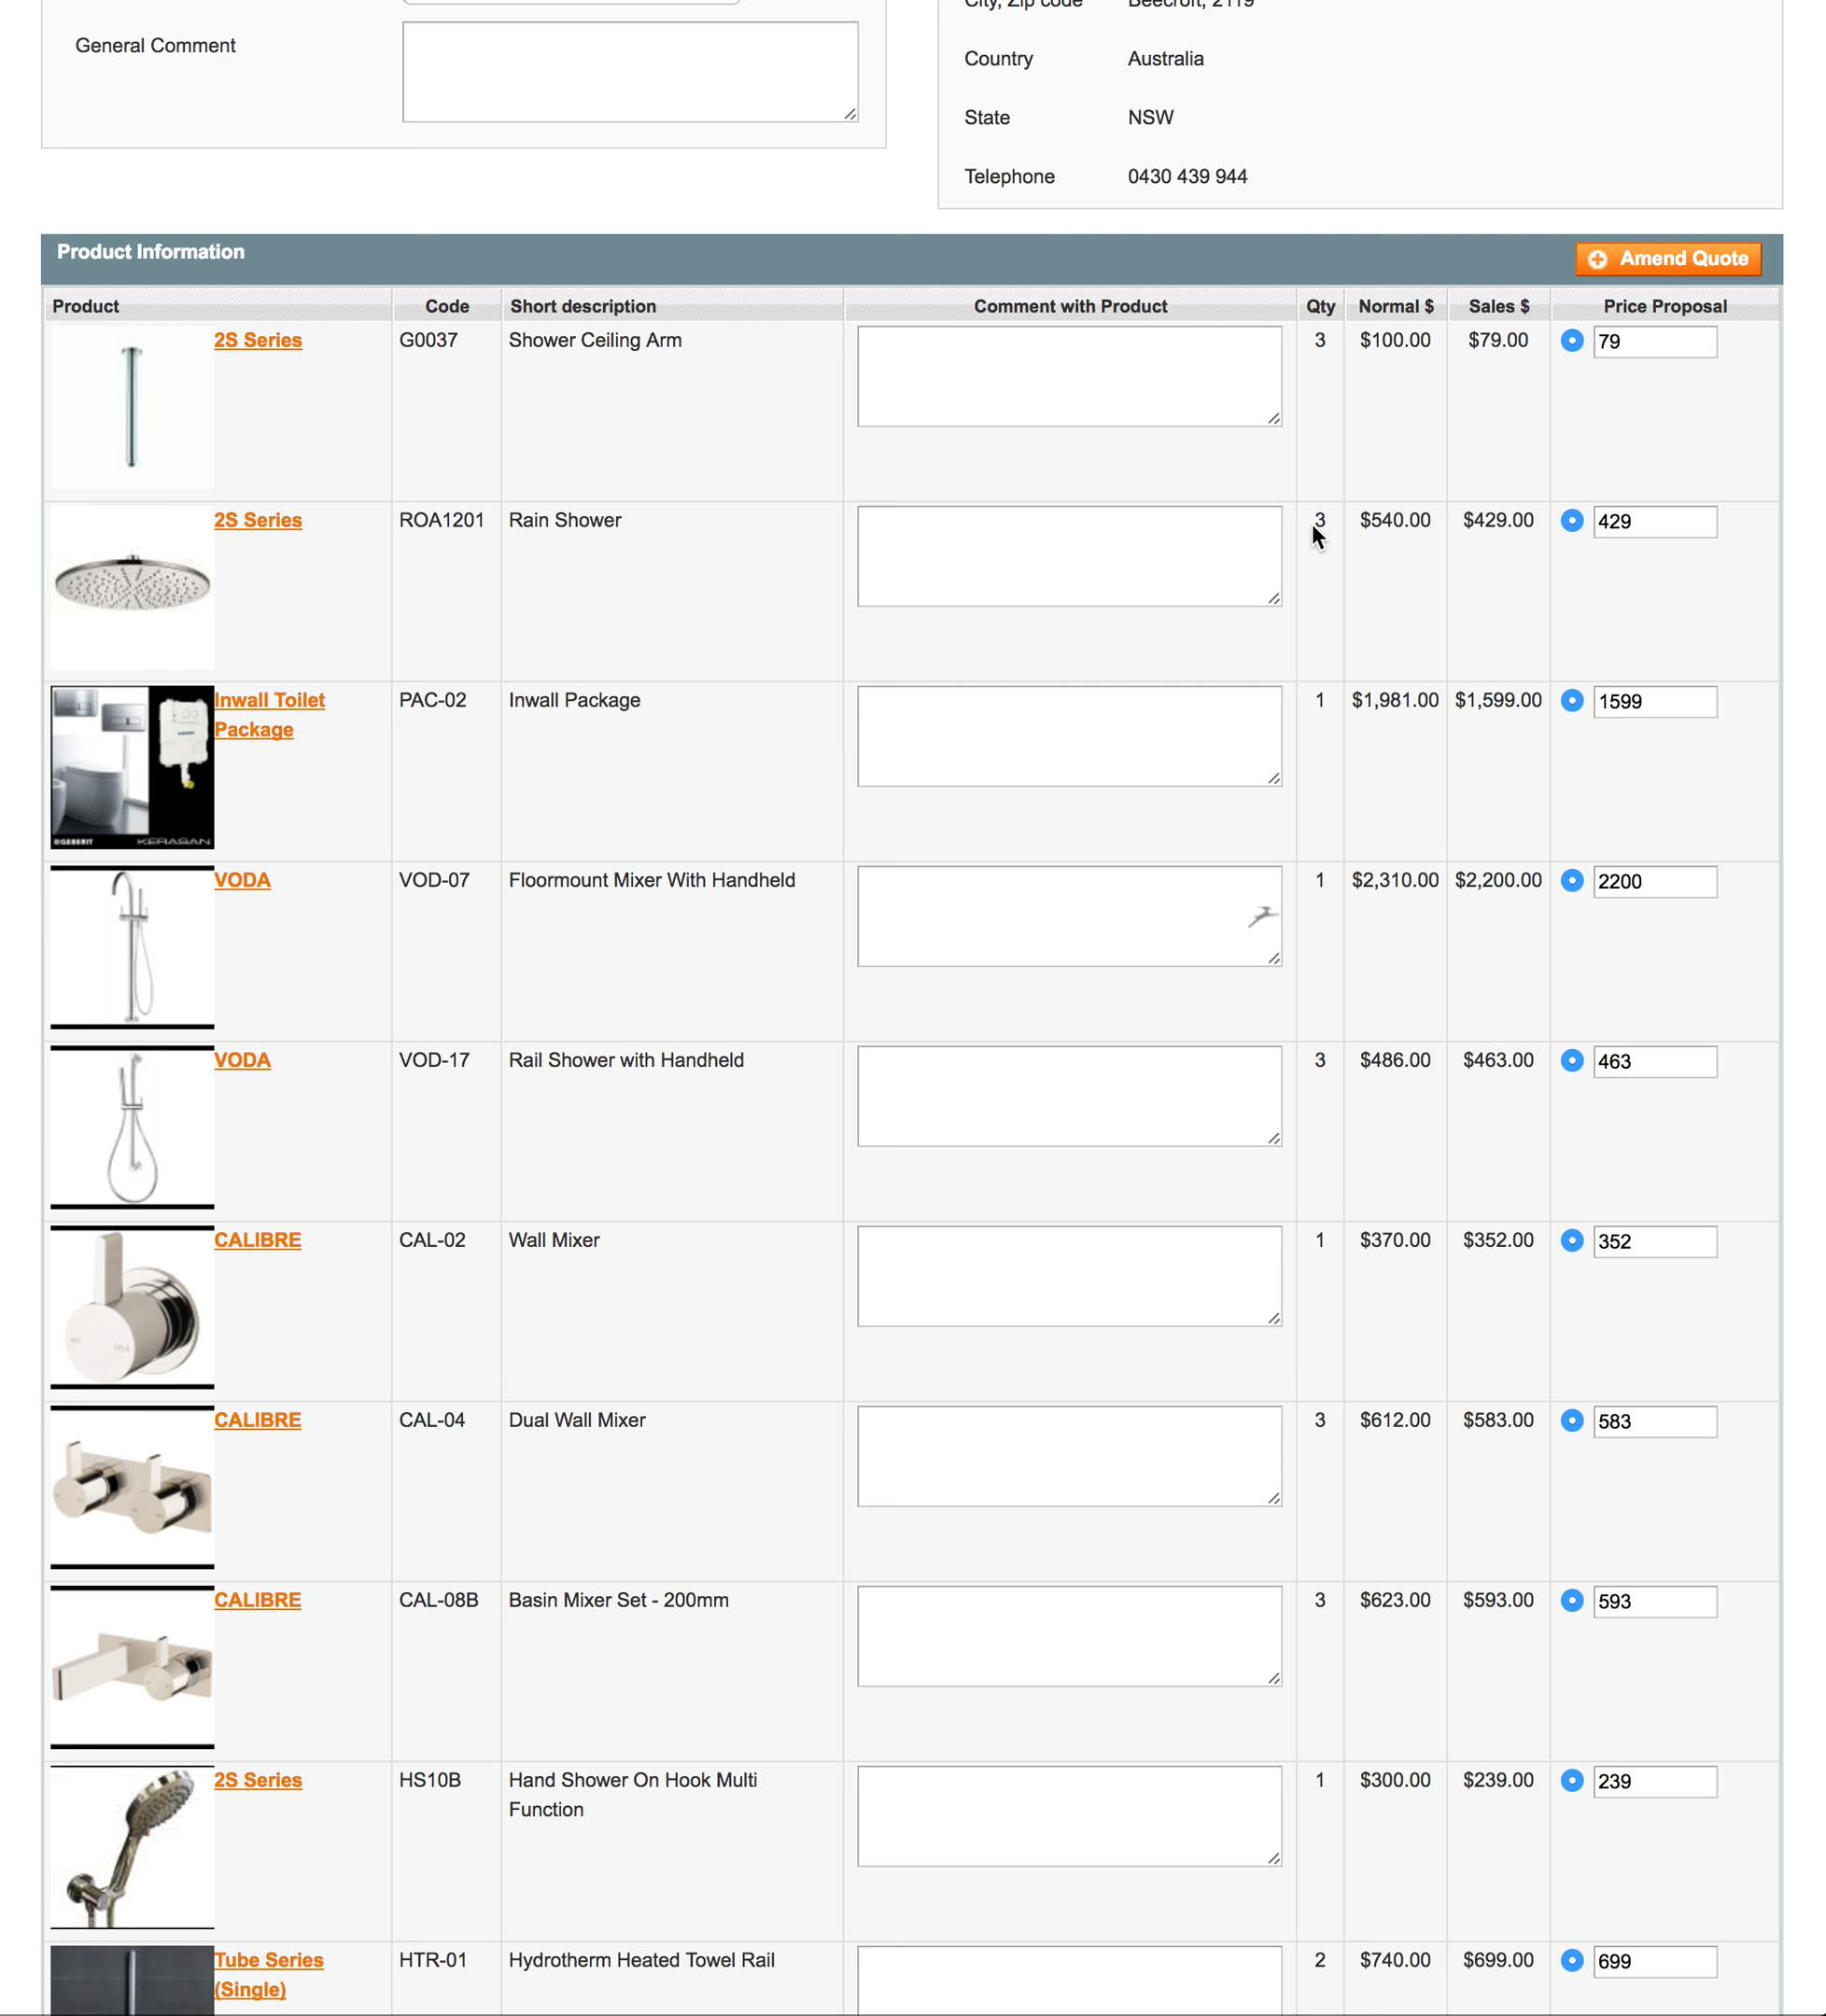 City, Zip code Beecroft, 2119
General Comment
Country Australia
State NSW
Telephone 0430 439 944
Product Information
Amend Quote
Product Code Short description Comment with Product Qty Normal $ Sales $ Price Proposal
2S Series G0037 Shower Ceiling Arm 3 $100.00 $79.00 79
2S Series ROA1201 Rain Shower 3 $540.00 $429.00 429
Inwall Toilet PAC-02 Inwall Package 1 $1,981.00 $1,599.00 1599
Package
GEBERIT KERASAN
VODA VOD-07 Floormount Mixer With Handheld 1 $2,310.00 $2,200.00 2200
VODA VOD-17 Rail Shower with Handheld 3 $486.00 $463.00 463
CALIBRE CAL-02 Wall Mixer 1 $370.00 $352.00 352
HOT COLD
CALIBRE CAL-04 Dual Wall Mixer 3 $612.00 $583.00 583
CALIBRE CAL-08B Basin Mixer Set - 200mm 3 $623.00 $593.00 593
2S Series HS10B Hand Shower On Hook Multi 1 $300.00 $239.00 239
Function
Tube Series HTR-01 Hydrotherm Heated Towel Rail 2 $740.00 $699.00 699
(Single)